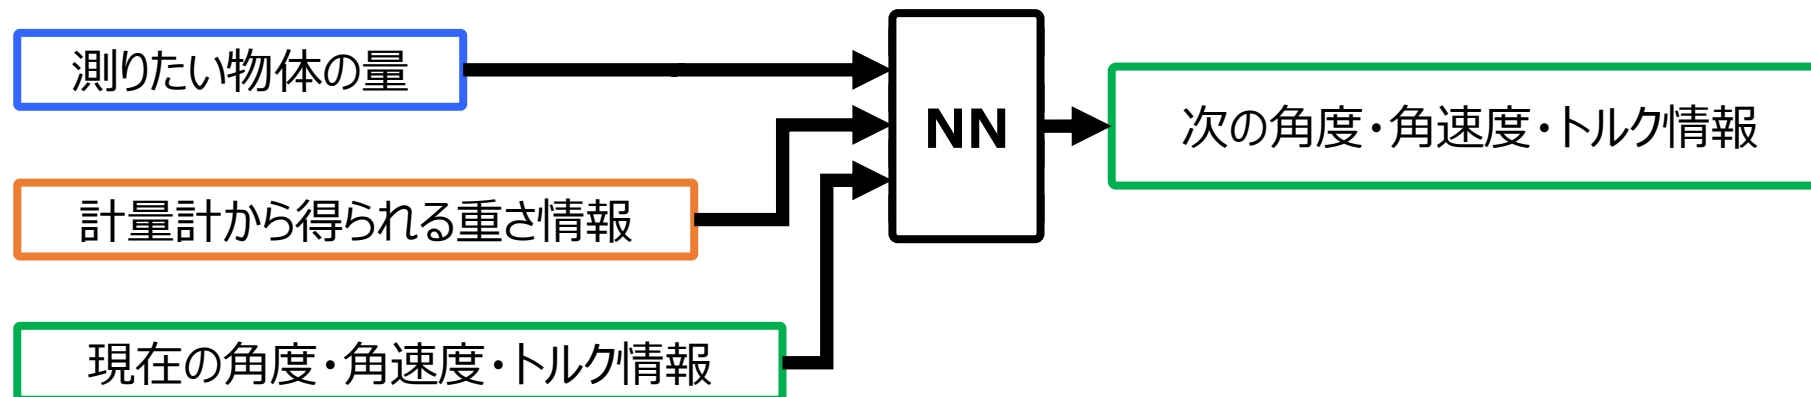 測りたい物体の量
計量計から得られる重さ情報
現在の角度・角速度・トルク情報
NN
次の角度・角速度・トルク情報